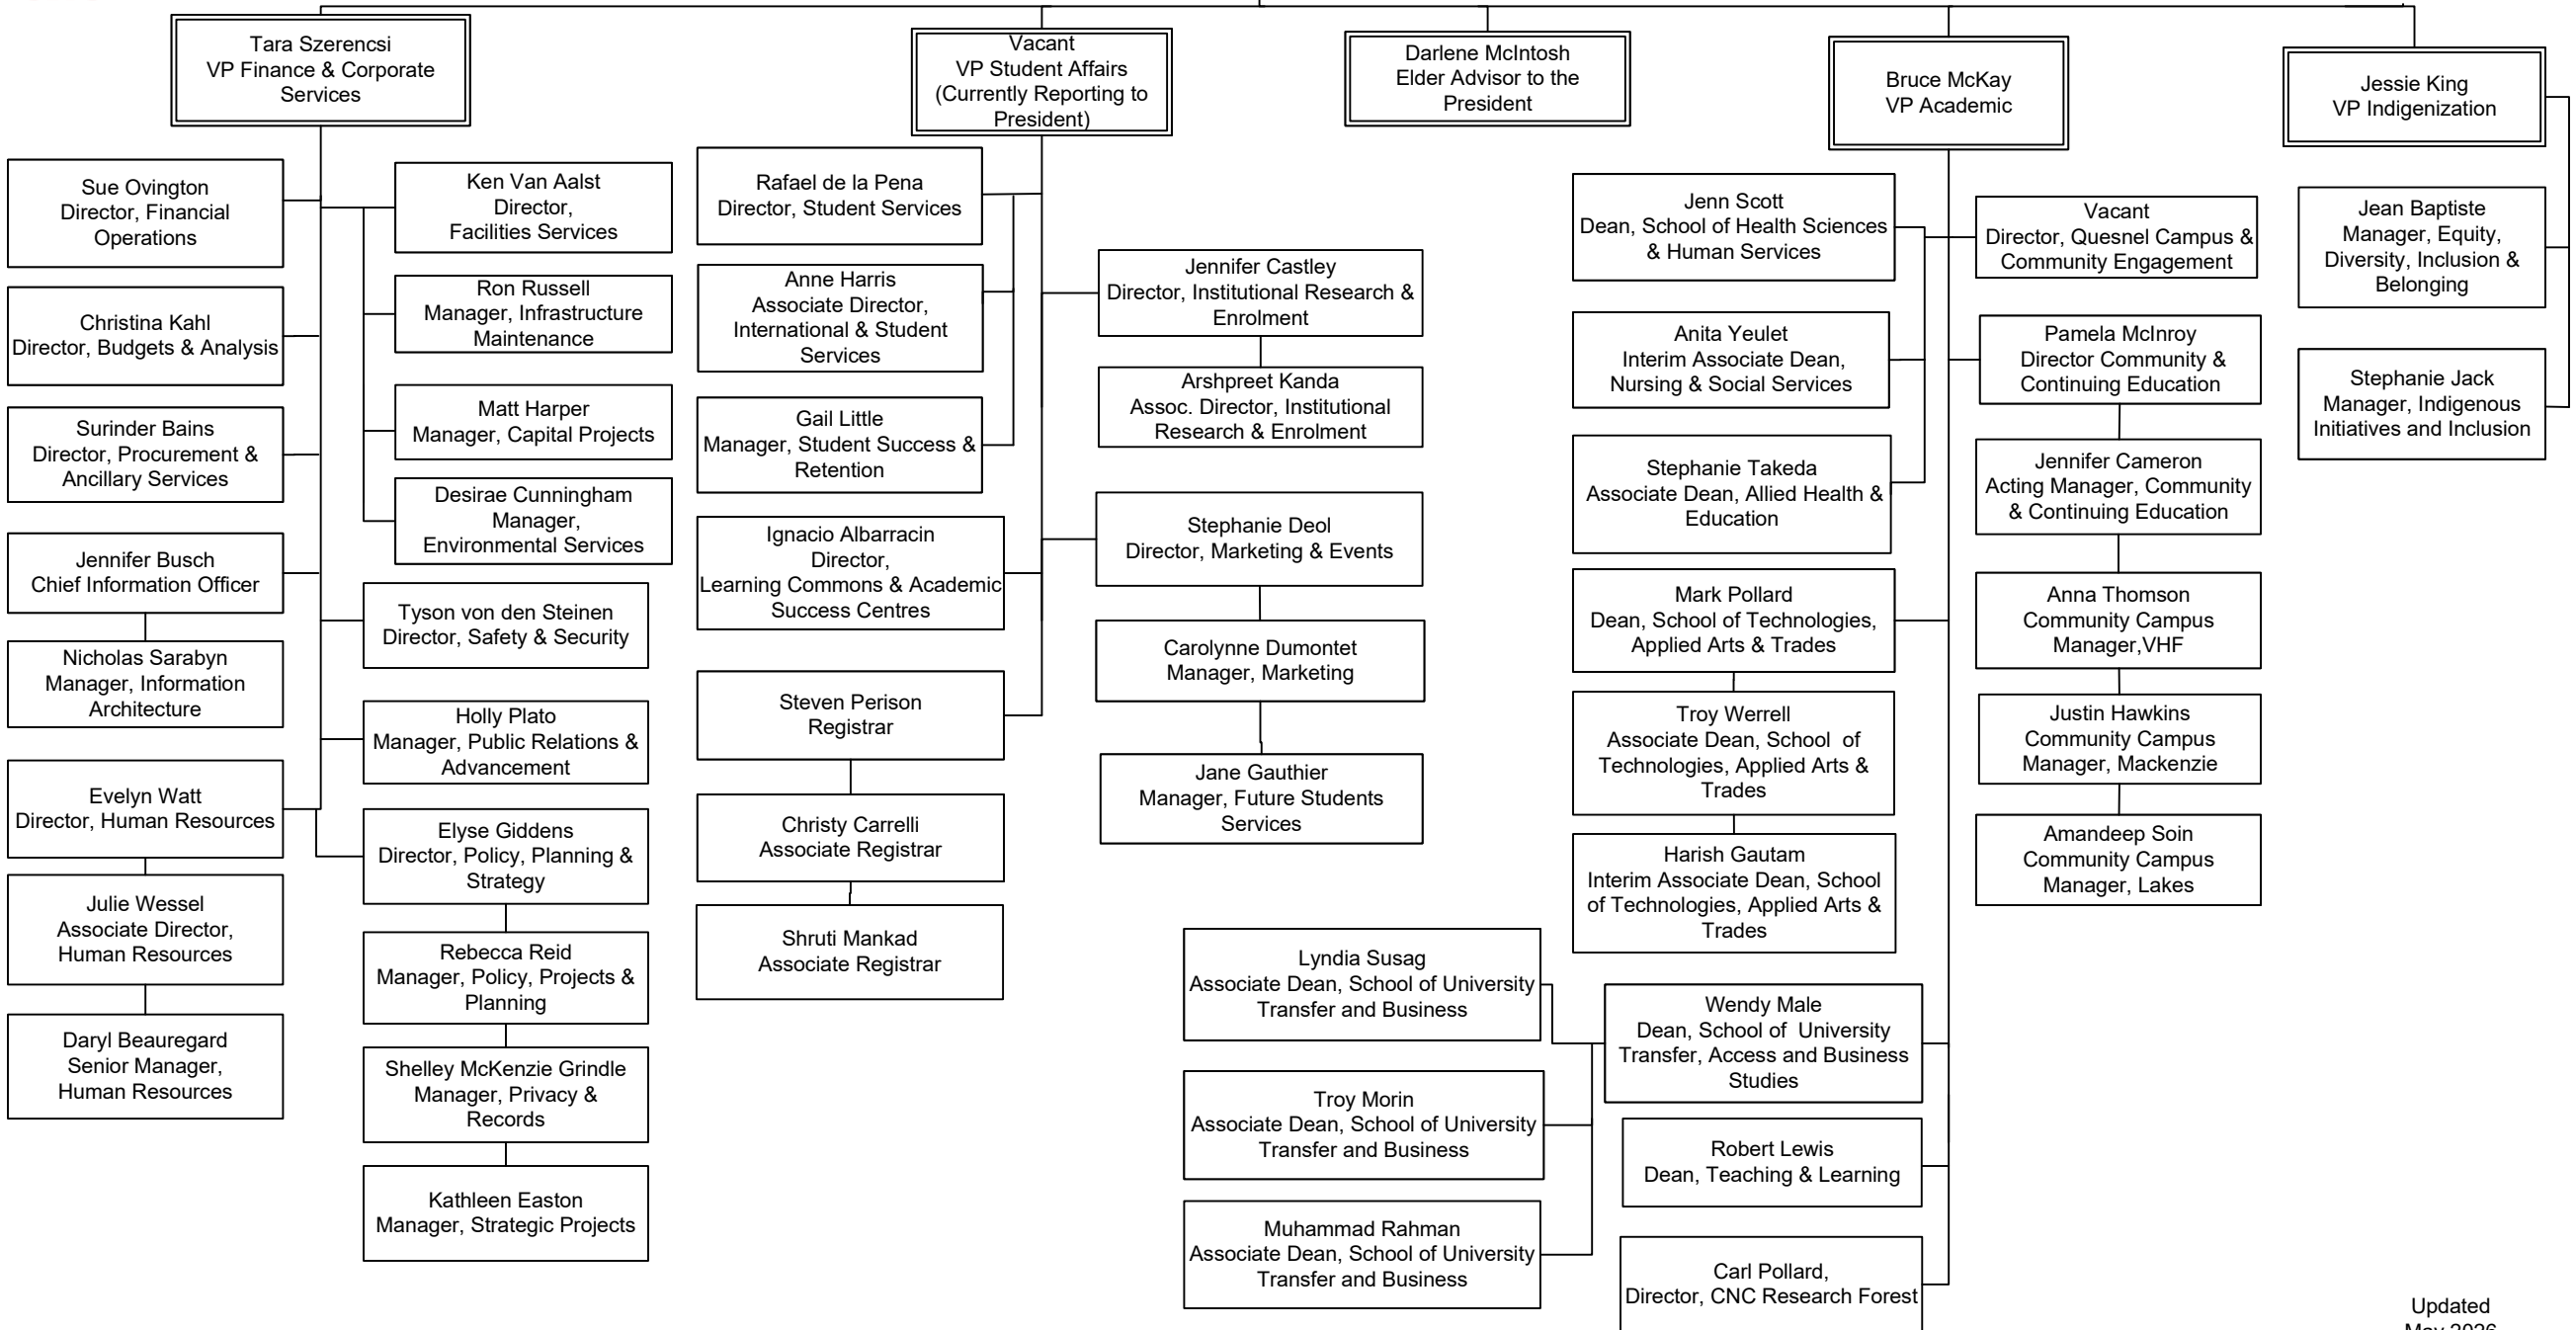 Tara Szerencsi
VP Finance & Corporate
Services
Vacant
VP Student Affairs
(Currently Reporting to
President)
Darlene McIntosh
Elder Advisor to the
President
Bruce McKay
VP Academic
Jessie King
VP Indigenization
Sue Ovington
Director, Financial
Operations
Christina Kahl
Director, Budgets & Analysis
Surinder Bains
Director, Procurement &
Ancillary Services
Jennifer Busch
Chief Information Officer
Nicholas Sarabyn
Manager, Information
Architecture
Evelyn Watt
Director, Human Resources
Julie Wessel
Associate Director,
Human Resources
Daryl Beauregard
Senior Manager,
Human Resources
Ken Van Aalst
Director,
Facilities Services
Ron Russell
Manager, Infrastructure
Maintenance
Matt Harper
Manager, Capital Projects
Desirae Cunningham
Manager,
Environmental Services
Tyson von den Steinen
Director, Safety & Security
Holly Plato
Manager, Public Relations &
Advancement
Elyse Giddens
Director, Policy, Planning &
Strategy
Rebecca Reid
Manager, Policy, Projects &
Planning
Shelley McKenzie Grindle
Manager, Privacy &
Records
Kathleen Easton
Manager, Strategic Projects
Rafael de la Pena
Director, Student Services
Anne Harris
Associate Director,
International & Student
Services
Gail Little
Manager, Student Success &
Retention
Ignacio Albarracin
Director,
Learning Commons & Academic
Success Centres
Steven Perison
Registrar
Christy Carrelli
Associate Registrar
Shruti Mankad
Associate Registrar
Jennifer Castley
Director, Institutional Research &
Enrolment
Arshpreet Kanda
Assoc. Director, Institutional
Research & Enrolment
Stephanie Deol
Director, Marketing & Events
Carolynne Dumontet
Manager, Marketing
Jane Gauthier
Manager, Future Students
Services
Jenn Scott
Dean, School of Health Sciences
& Human Services
Anita Yeulet
Interim Associate Dean,
Nursing & Social Services
Stephanie Takeda
Associate Dean, Allied Health &
Education
Mark Pollard
Dean, School of Technologies,
Applied Arts & Trades
Troy Werrell
Associate Dean, School of
Technologies, Applied Arts &
Trades
Harish Gautam
Interim Associate Dean, School
of Technologies, Applied Arts &
Trades
Lyndia Susag
Associate Dean, School of University
Transfer and Business
Troy Morin
Associate Dean, School of University
Transfer and Business
Muhammad Rahman
Associate Dean, School of University
Transfer and Business
Wendy Male
Dean, School of University
Transfer, Access and Business
Studies
Robert Lewis
Dean, Teaching & Learning
Carl Pollard,
Director, CNC Research Forest
Vacant
Director, Quesnel Campus &
Community Engagement
Pamela McInroy
Director Community &
Continuing Education
Jennifer Cameron
Acting Manager, Community
& Continuing Education
Anna Thomson
Community Campus
Manager,VHF
Justin Hawkins
Community Campus
Manager, Mackenzie
Amandeep Soin
Community Campus
Manager, Lakes
Jean Baptiste
Manager, Equity,
Diversity, Inclusion &
Belonging
Stephanie Jack
Manager, Indigenous
Initiatives and Inclusion
Updated
May 2026